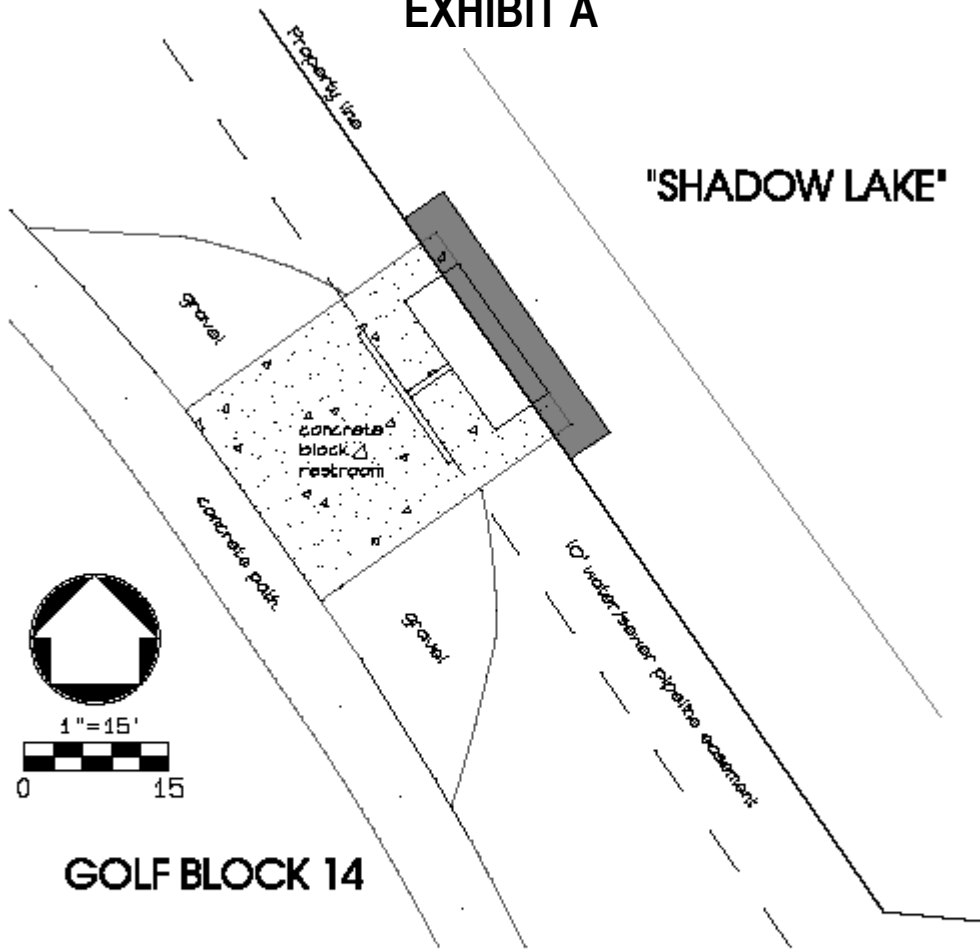 EXHIBIT A
Property line
"SHADOW LAKE"
gravel
concrete
block
restroom
concrete path
10' water/sewer pipeline easement
gravel
1"=15'
0 15
GOLF BLOCK 14